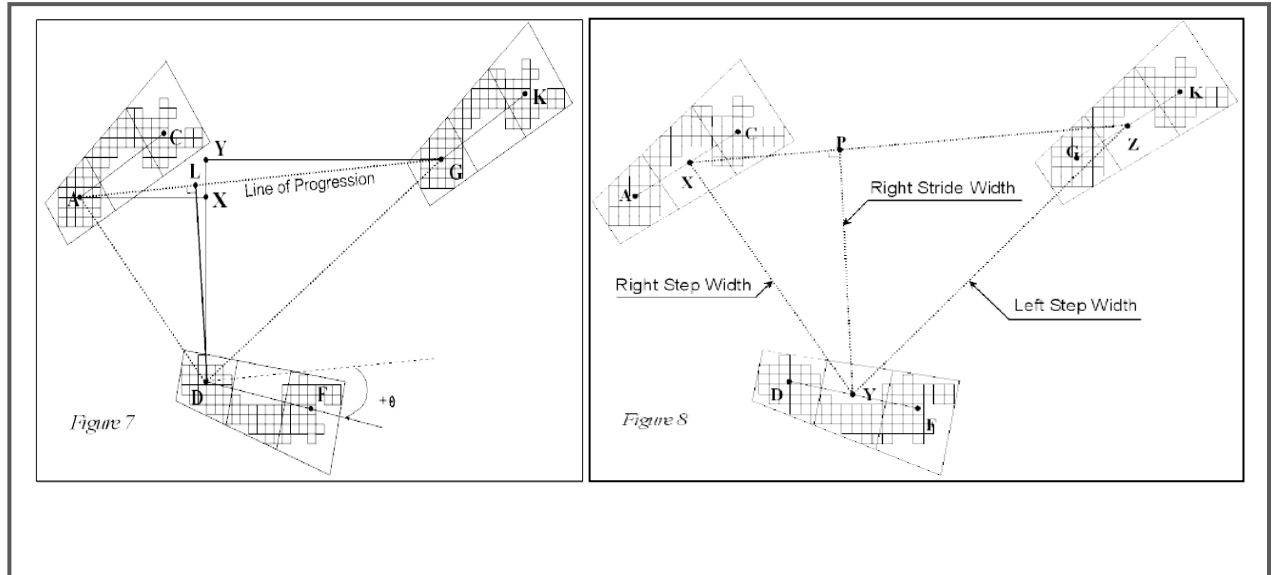 C
K
Y
L
G
A
X
Line of Progression
D
F
+θ
Figure 7
C
K
P
G
Z
X
A
Right Stride Width
Right Step Width
Left Step Width
D
Y
F
Figure 8